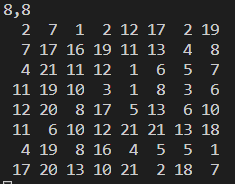 8,8
2 7 1 2 12 17 2 19
7 17 16 19 11 13 4 8
4 21 11 12 1 6 5 7
11 19 10 3 1 8 3 6
12 20 8 17 5 13 6 10
11 6 10 12 21 21 13 18
4 19 8 16 4 5 5 1
17 20 13 10 21 2 18 7